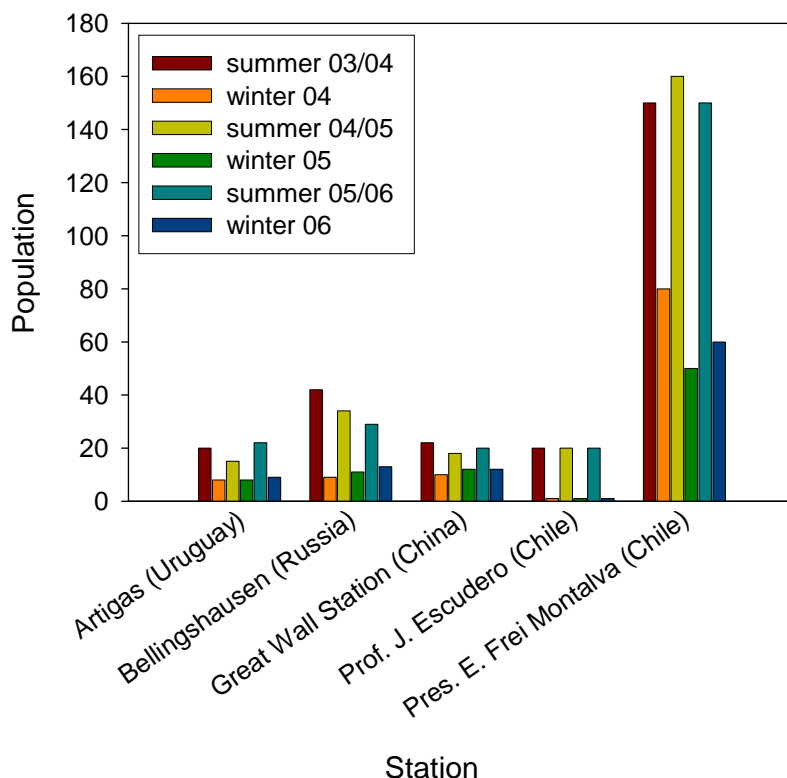 180
160
140
120
100
80
60
40
20
0
Population
summer 03/04
winter 04
summer 04/05
winter 05
summer 05/06
winter 06
Artigas (Uruguay)
Bellingshausen (Russia)
Great Wall Station (China)
Prof. J. Escudero (Chile)
Pres. E. Frei Montalva (Chile)
Station